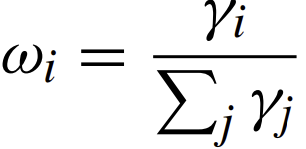 ωᵢ = γᵢ / ∑ⱼ γⱼ